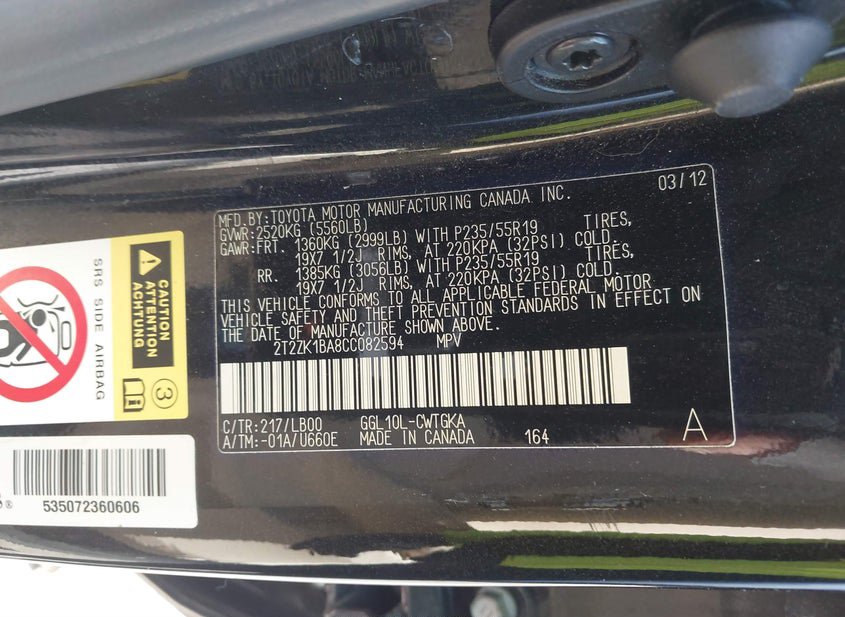 MFD.BY:TOYOTA MOTOR MANUFACTURING CANADA INC. 03/12
GVWR:2520KG (5560LB)
GAWR:FRT. 1360KG (2999LB) WITH P235/55R19 TIRES,
19X7 1/2J RIMS, AT 220KPA (32PSI) COLD.
RR. 1385KG (3056LB) WITH P235/55R19 TIRES,
19X7 1/2J RIMS, AT 220KPA (32PSI) COLD.
THIS VEHICLE CONFORMS TO ALL APPLICABLE FEDERAL MOTOR
VEHICLE SAFETY AND THEFT PREVENTION STANDARDS IN EFFECT ON
THE DATE OF MANUFACTURE SHOWN ABOVE.
2T2ZK1BA8CC082594 MPV
C/TR:217/LB00 GGL10L-CWTGKA
A/TM:-01A/U660E MADE IN CANADA 164 A
CAUTION
ATTENTION
ACHTUNG
SRS SIDE AIRBAG
3
®
535072360606